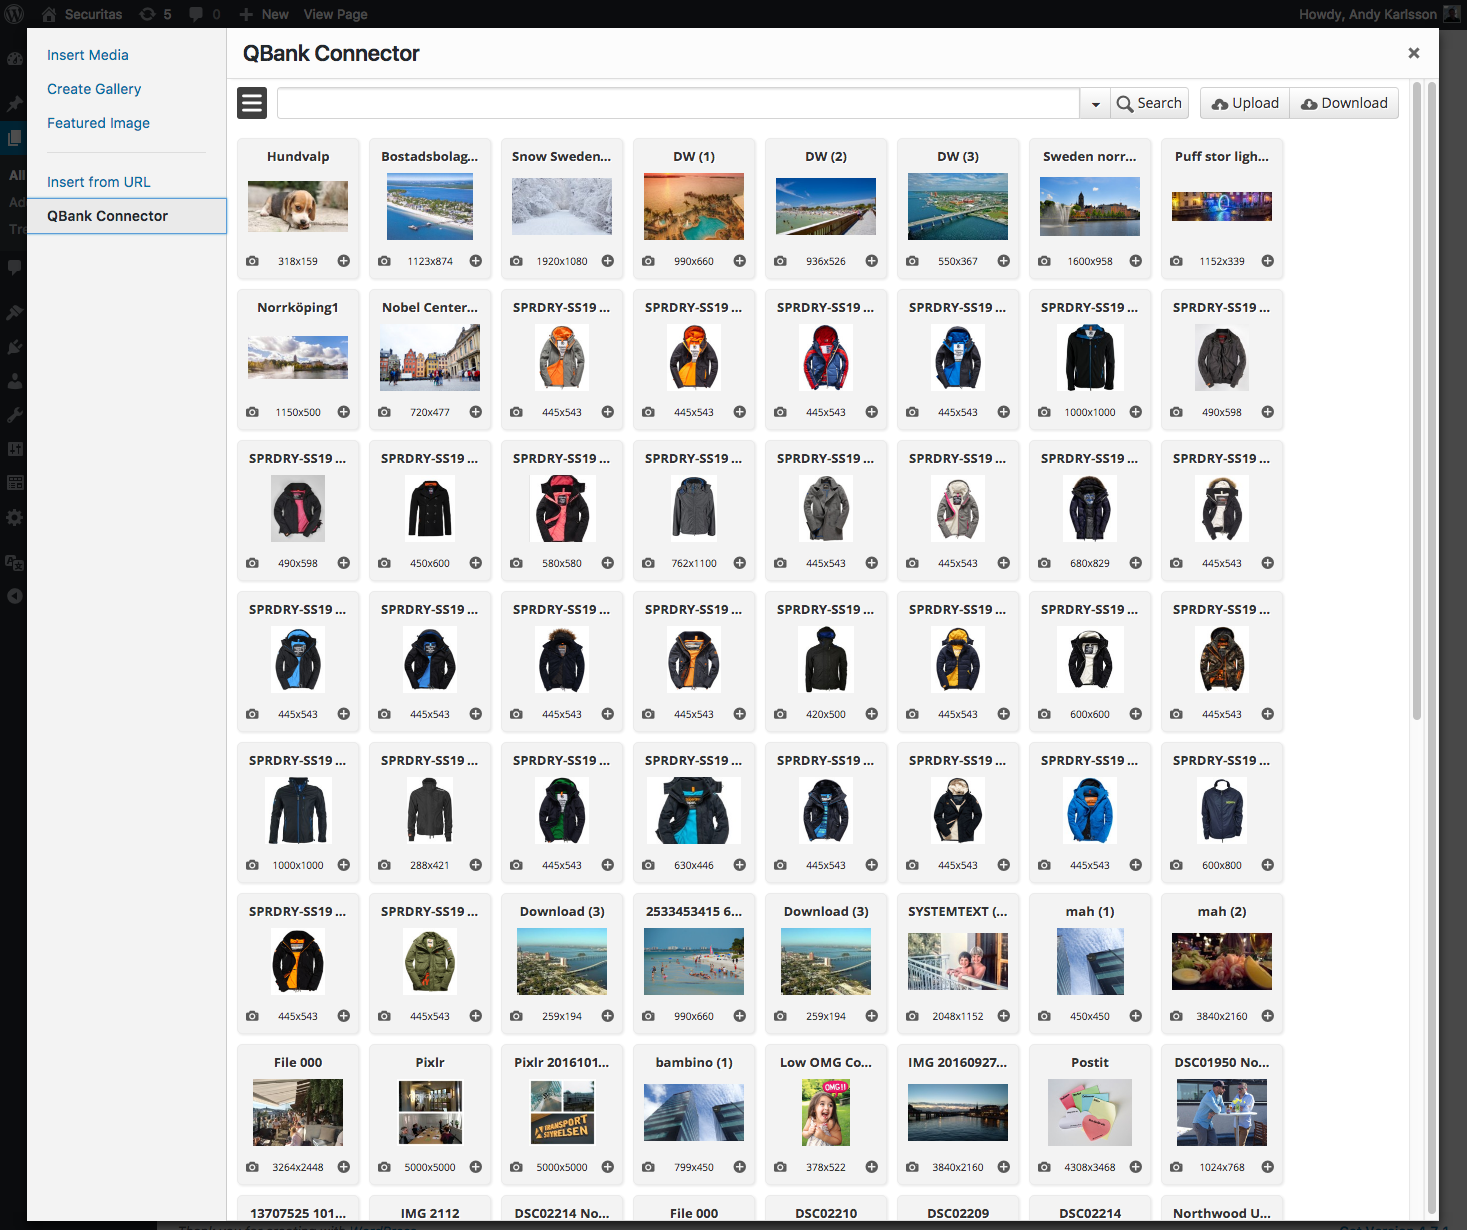 Securitas 5 0 New View Page Howdy, Andy Karlsson
Insert Media
Create Gallery
Featured Image
Insert from URL
QBank Connector
QBank Connector
Search Upload Download
Hundvalp Bostadsbolag... Snow Sweden... DW (1) DW (2) DW (3) Sweden norr... Puff stor ligh...
318x159 1123x874 1920x1080 990x660 936x526 550x367 1600x958 1152x339
Norrköping1 Nobel Center... SPRDRY-SS19 ... SPRDRY-SS19 ... SPRDRY-SS19 ... SPRDRY-SS19 ... SPRDRY-SS19 ... SPRDRY-SS19 ...
1150x500 720x477 445x543 445x543 445x543 445x543 1000x1000 490x598
SPRDRY-SS19 ... SPRDRY-SS19 ... SPRDRY-SS19 ... SPRDRY-SS19 ... SPRDRY-SS19 ... SPRDRY-SS19 ... SPRDRY-SS19 ... SPRDRY-SS19 ...
490x598 450x600 580x580 762x1100 445x543 445x543 680x829 445x543
SPRDRY-SS19 ... SPRDRY-SS19 ... SPRDRY-SS19 ... SPRDRY-SS19 ... SPRDRY-SS19 ... SPRDRY-SS19 ... SPRDRY-SS19 ... SPRDRY-SS19 ...
445x543 445x543 445x543 445x543 420x500 445x543 600x600 445x543
SPRDRY-SS19 ... SPRDRY-SS19 ... SPRDRY-SS19 ... SPRDRY-SS19 ... SPRDRY-SS19 ... SPRDRY-SS19 ... SPRDRY-SS19 ... SPRDRY-SS19 ...
1000x1000 288x421 445x543 630x446 445x543 445x543 445x543 600x800
SPRDRY-SS19 ... SPRDRY-SS19 ... Download (3) 2533453415 6... Download (3) SYSTEMTEXT (... mah (1) mah (2)
445x543 445x543 259x194 990x660 259x194 2048x1152 450x450 3840x2160
File 000 Pixlr Pixlr 2016101... bambino (1) Low OMG Co... IMG 20160927... Postit DSC01950 No...
OMG!!
TRANSPORT
STYRELSEN
3264x2448 5000x5000 5000x5000 799x450 378x522 3840x2160 4308x3468 1024x768
13707525 101... IMG 2112 DSC02214 No... File 000 DSC02210 DSC02209 DSC02214 Northwood U...